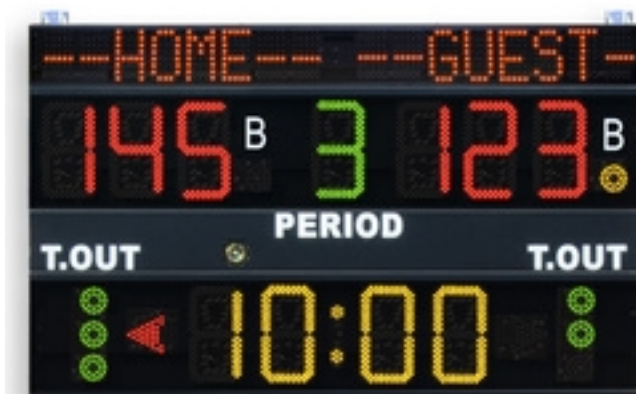 --HOME-- --GUEST-
145 B 3 123 B
PERIOD
T.OUT T.OUT
10:00